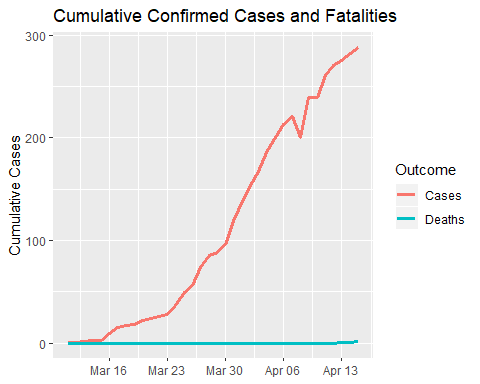 Cumulative Confirmed Cases and Fatalities
300
200
100
0
Cumulative Cases
Mar 16 Mar 23 Mar 30 Apr 06 Apr 13
Outcome
Cases
Deaths